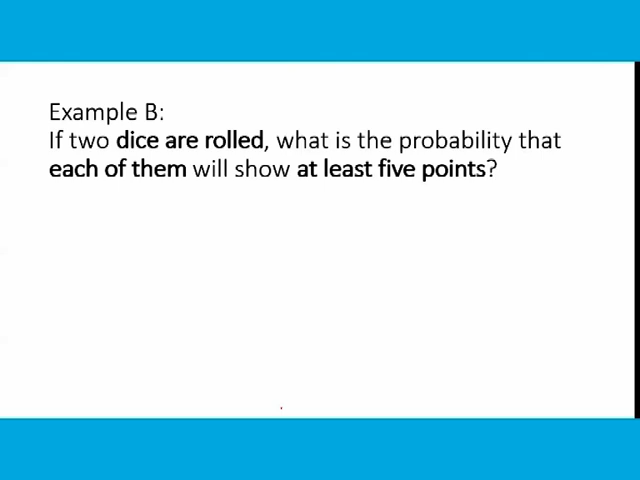 Example B:
If two dice are rolled, what is the probability that
each of them will show at least five points?